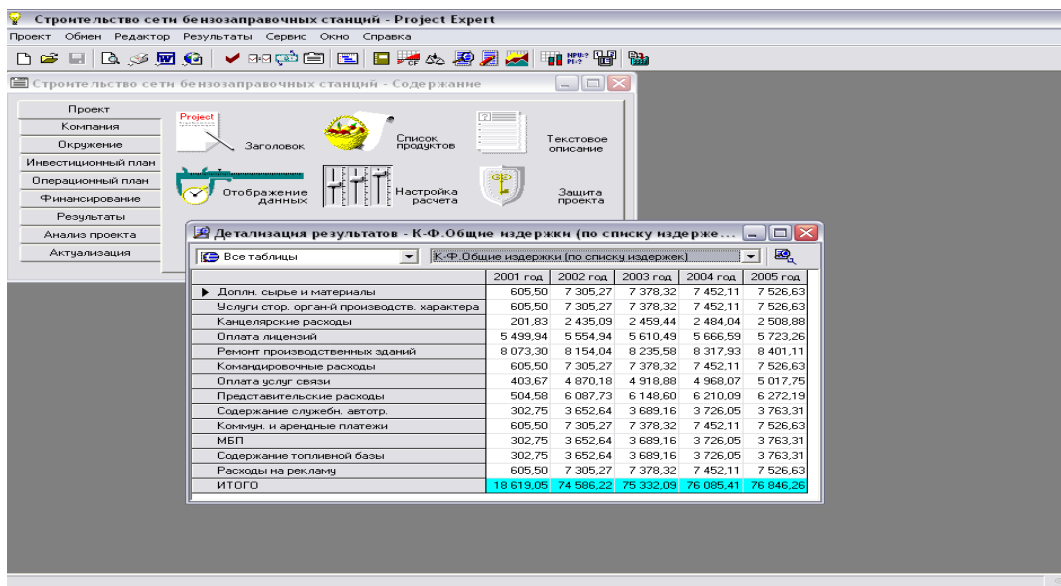 Строительство сети бензозаправочных станций - Project Expert
Проект Обмен Редактор Результаты Сервис Окно Справка
Строительство сети бензозаправочных станций - Содержание
Проект
Компания
Окружение
Инвестиционный план
Операционный план
Финансирование
Результаты
Анализ проекта
Актуализация
Project
Заголовок
Список продуктов
Текстовое описание
Отображение данных
Настройка расчета
Защита проекта
Детализация результатов - К-Ф.Общие издержки (по списку издерже...
Все таблицы К-Ф.Общие издержки (по списку издержек)
2001 год 2002 год 2003 год 2004 год 2005 год
Доплн. сырье и материалы 605,50 7 305,27 7 378,32 7 452,11 7 526,63
Услуги стор. орган-й производств. характера 605,50 7 305,27 7 378,32 7 452,11 7 526,63
Канцелярские расходы 201,83 2 435,09 2 459,44 2 484,04 2 508,88
Оплата лицензий 5 499,94 5 554,94 5 610,49 5 666,59 5 723,26
Ремонт производственных зданий 8 073,30 8 154,04 8 235,58 8 317,93 8 401,11
Командировочные расходы 605,50 7 305,27 7 378,32 7 452,11 7 526,63
Оплата услуг связи 403,67 4 870,18 4 918,88 4 968,07 5 017,75
Представительские расходы 504,58 6 087,73 6 148,60 6 210,09 6 272,19
Содержание служебн. автотр. 302,75 3 652,64 3 689,16 3 726,05 3 763,31
Коммун. и арендные платежи 605,50 7 305,27 7 378,32 7 452,11 7 526,63
МБП 302,75 3 652,64 3 689,16 3 726,05 3 763,31
Содержание топливной базы 302,75 3 652,64 3 689,16 3 726,05 3 763,31
Расходы на рекламу 605,50 7 305,27 7 378,32 7 452,11 7 526,63
ИТОГО 18 619,05 74 586,22 75 332,09 76 085,41 76 846,26